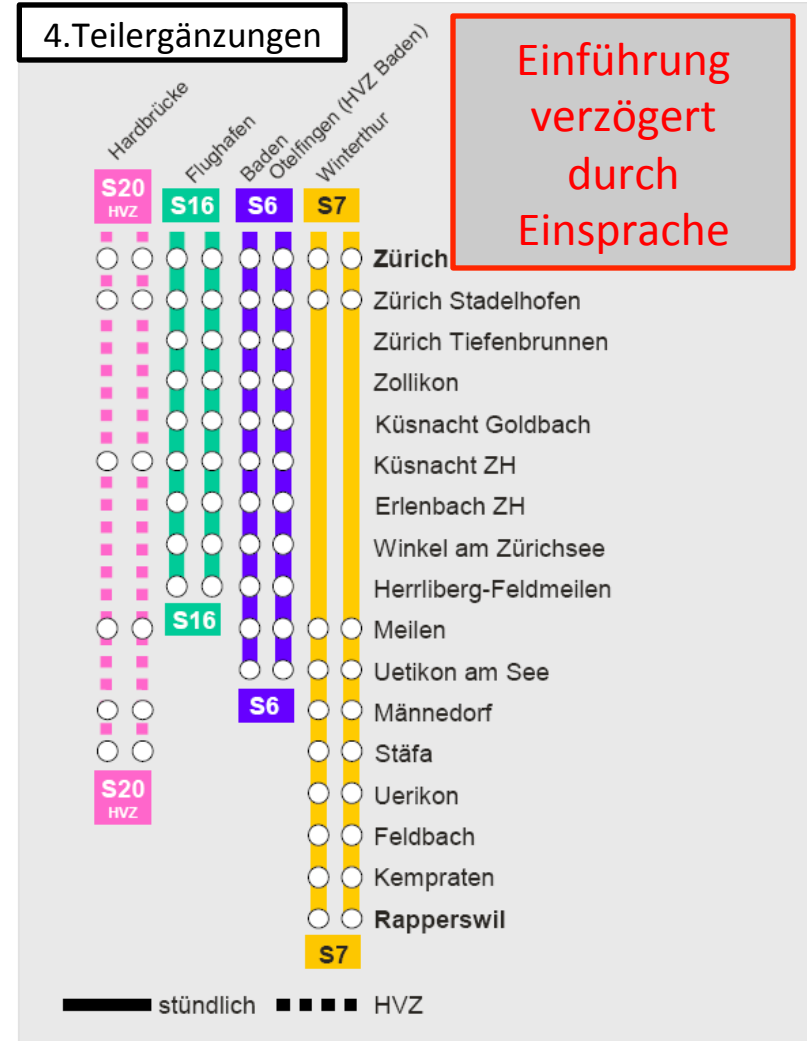 4.Teilergänzungen
Einführung
verzögert
durch
Einsprache
Hardbrücke
Flughafen
Baden
Otelfingen (HVZ Baden)
Winterthur
S20
HVZ
S16
S6
S7
Zürich
Zürich Stadelhofen
Zürich Tiefenbrunnen
Zollikon
Küsnacht Goldbach
Küsnacht ZH
Erlenbach ZH
Winkel am Zürichsee
Herrliberg-Feldmeilen
S16
Meilen
Uetikon am See
S6
Männedorf
Stäfa
S20
HVZ
Uerikon
Feldbach
Kempraten
Rapperswil
S7
stündlich HVZ